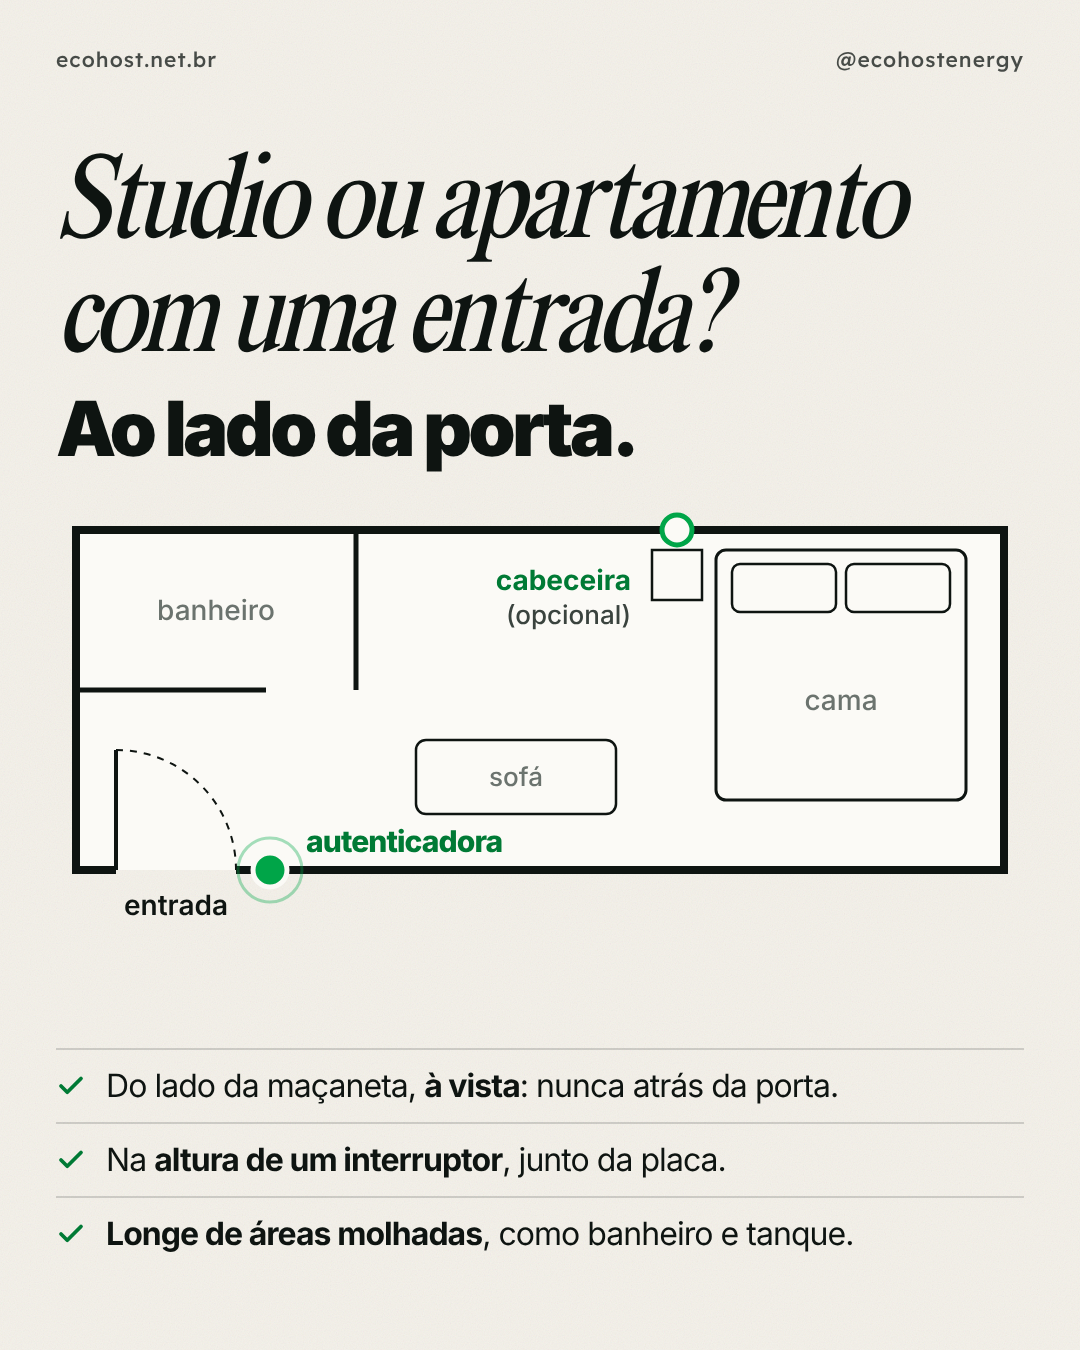 ecohost.net.br
@ecohostenergy
Studio ou apartamento
com uma entrada?
Ao lado da porta.
banheiro
cabeceira
(opcional)
cama
sofá
autenticadora
entrada
Do lado da maçaneta, à vista: nunca atrás da porta.
Na altura de um interruptor, junto da placa.
Longe de áreas molhadas, como banheiro e tanque.